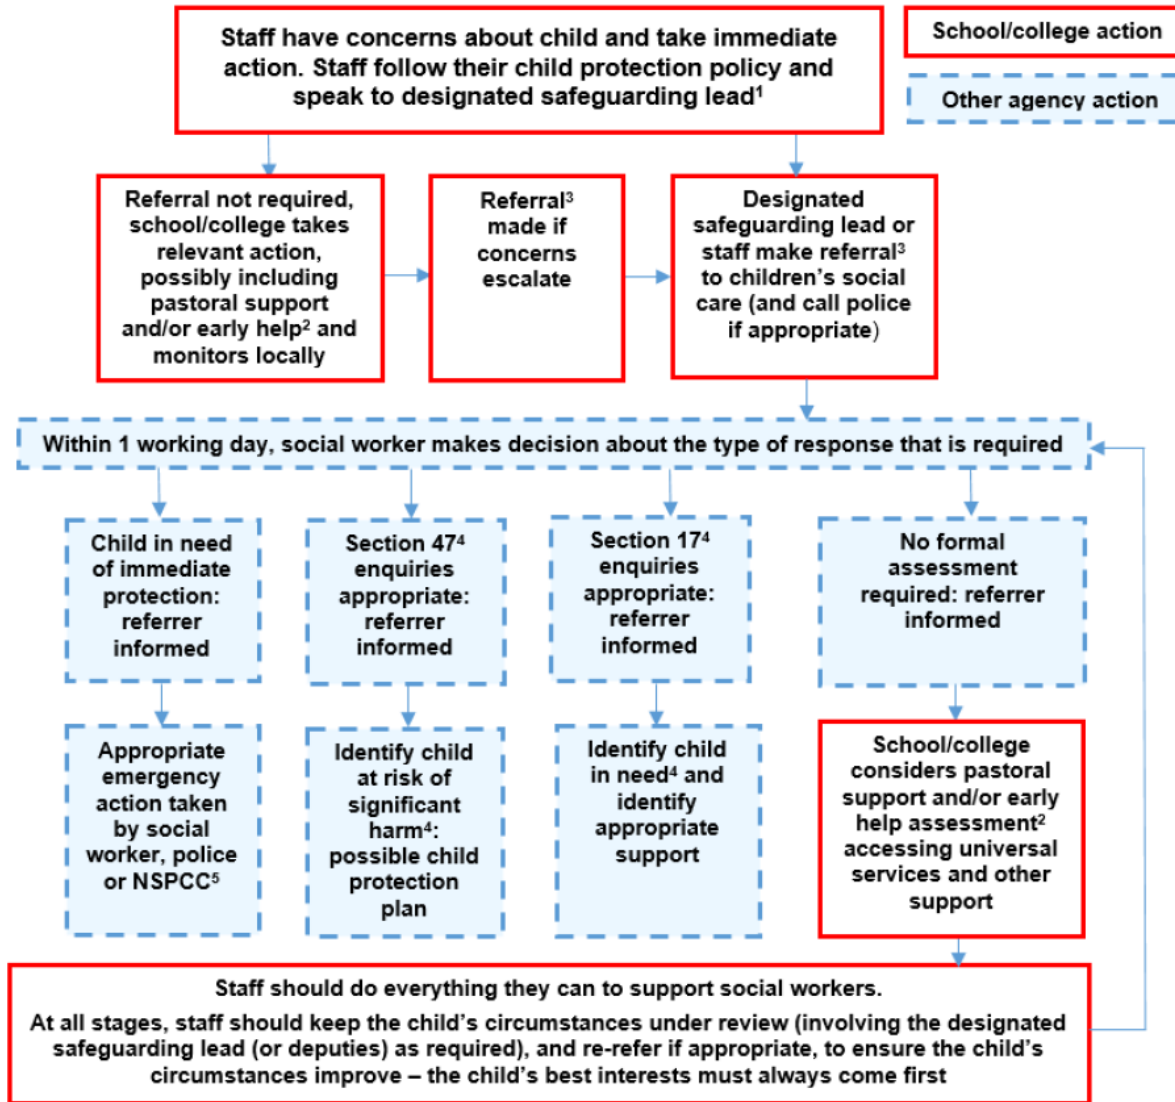 Staff have concerns about child and take immediate
action. Staff follow their child protection policy and
speak to designated safeguarding lead¹
School/college action
Other agency action
Referral not required,
school/college takes
relevant action,
possibly including
pastoral support
and/or early help² and
monitors locally
Referral³
made if
concerns
escalate
Designated
safeguarding lead or
staff make referral³
to children’s social
care (and call police
if appropriate)
Within 1 working day, social worker makes decision about the type of response that is required
Child in need
of immediate
protection:
referrer
informed
Section 47⁴
enquiries
appropriate:
referrer
informed
Section 17⁴
enquiries
appropriate:
referrer
informed
No formal
assessment
required: referrer
informed
Appropriate
emergency
action taken
by social
worker, police
or NSPCC⁵
Identify child
at risk of
significant
harm⁴:
possible child
protection
plan
Identify child
in need⁴ and
identify
appropriate
support
School/college
considers pastoral
support and/or early
help assessment²
accessing universal
services and other
support
Staff should do everything they can to support social workers.
At all stages, staff should keep the child’s circumstances under review (involving the designated
safeguarding lead (or deputies) as required), and re-refer if appropriate, to ensure the child’s
circumstances improve – the child’s best interests must always come first